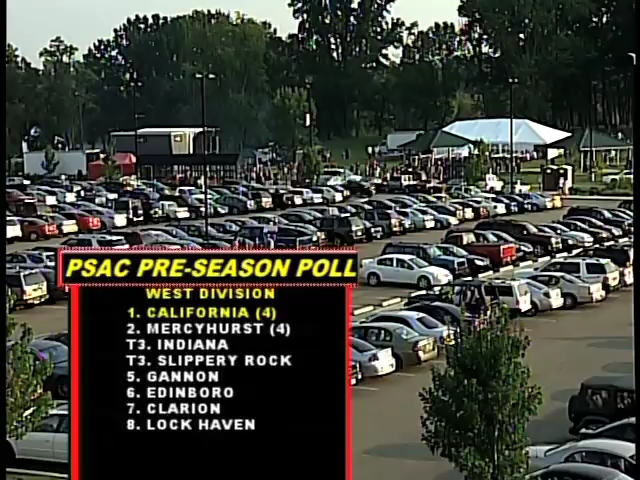 PSAC PRE-SEASON POLL
WEST DIVISION
1. CALIFORNIA (4)
2. MERCYHURST (4)
T3. INDIANA
T3. SLIPPERY ROCK
5. GANNON
6. EDINBORO
7. CLARION
8. LOCK HAVEN